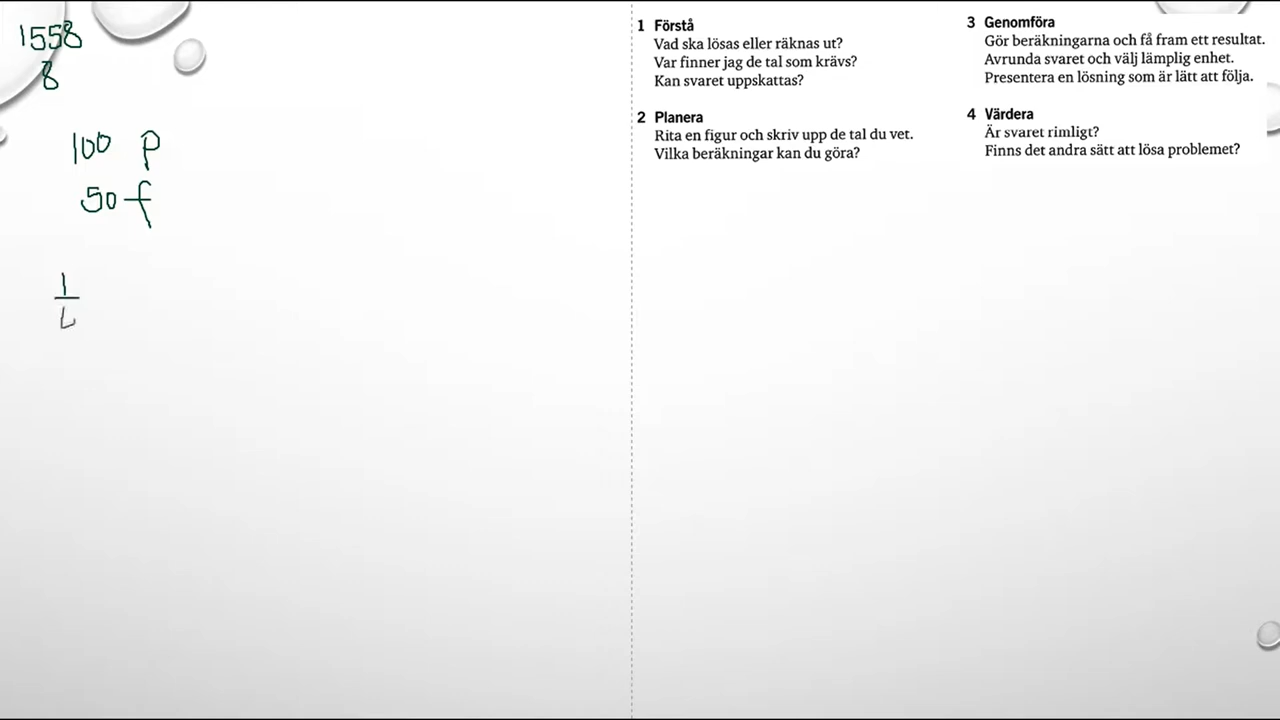 1558
8
100 p
50 f
1
1 Förstå
Vad ska lösas eller räknas ut?
Var finner jag de tal som krävs?
Kan svaret uppskattas?
2 Planera
Rita en figur och skriv upp de tal du vet.
Vilka beräkningar kan du göra?
3 Genomföra
Gör beräkningarna och få fram ett resultat.
Avrunda svaret och välj lämplig enhet.
Presentera en lösning som är lätt att följa.
4 Värdera
Är svaret rimligt?
Finns det andra sätt att lösa problemet?